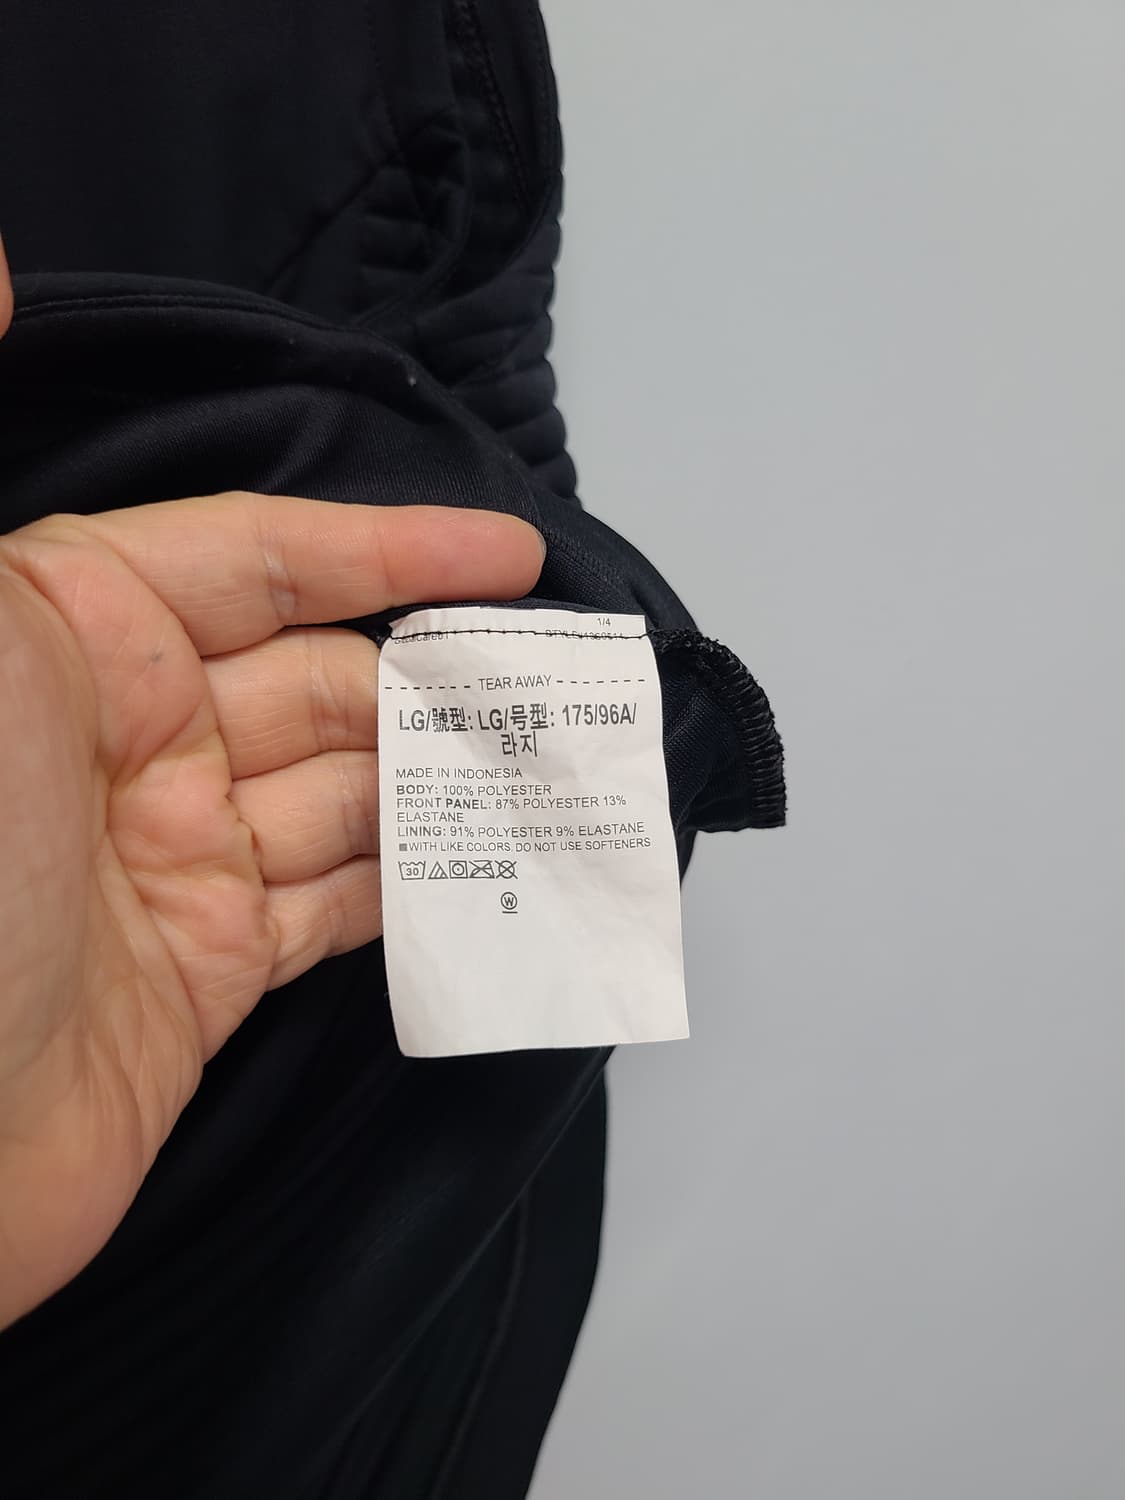 1/4
TEAR AWAY
LG/號型: LG/号型: 175/96A/
라지
MADE IN INDONESIA
BODY: 100% POLYESTER
FRONT PANEL: 87% POLYESTER 13%
ELASTANE
LINING: 91% POLYESTER 9% ELASTANE
WITH LIKE COLORS. DO NOT USE SOFTENERS
30
W